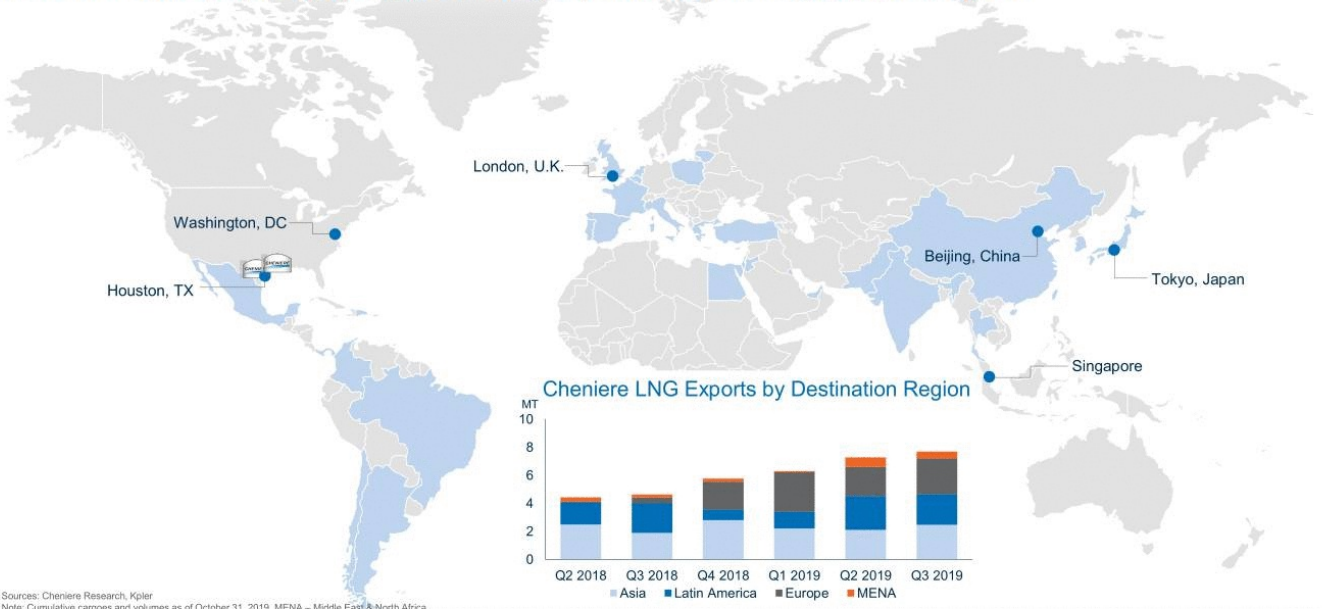 London, U.K.
Washington, DC
CHENIERE
Beijing, China
Houston, TX
Tokyo, Japan
Singapore
Cheniere LNG Exports by Destination Region
MT
10
8
6
4
2
0
Q2 2018 Q3 2018 Q4 2018 Q1 2019 Q2 2019 Q3 2019
Asia Latin America Europe MENA
Sources: Cheniere Research, Kpler
Note: Cumulative cargoes and volumes as of October 31, 2019. MENA – Middle East & North Africa